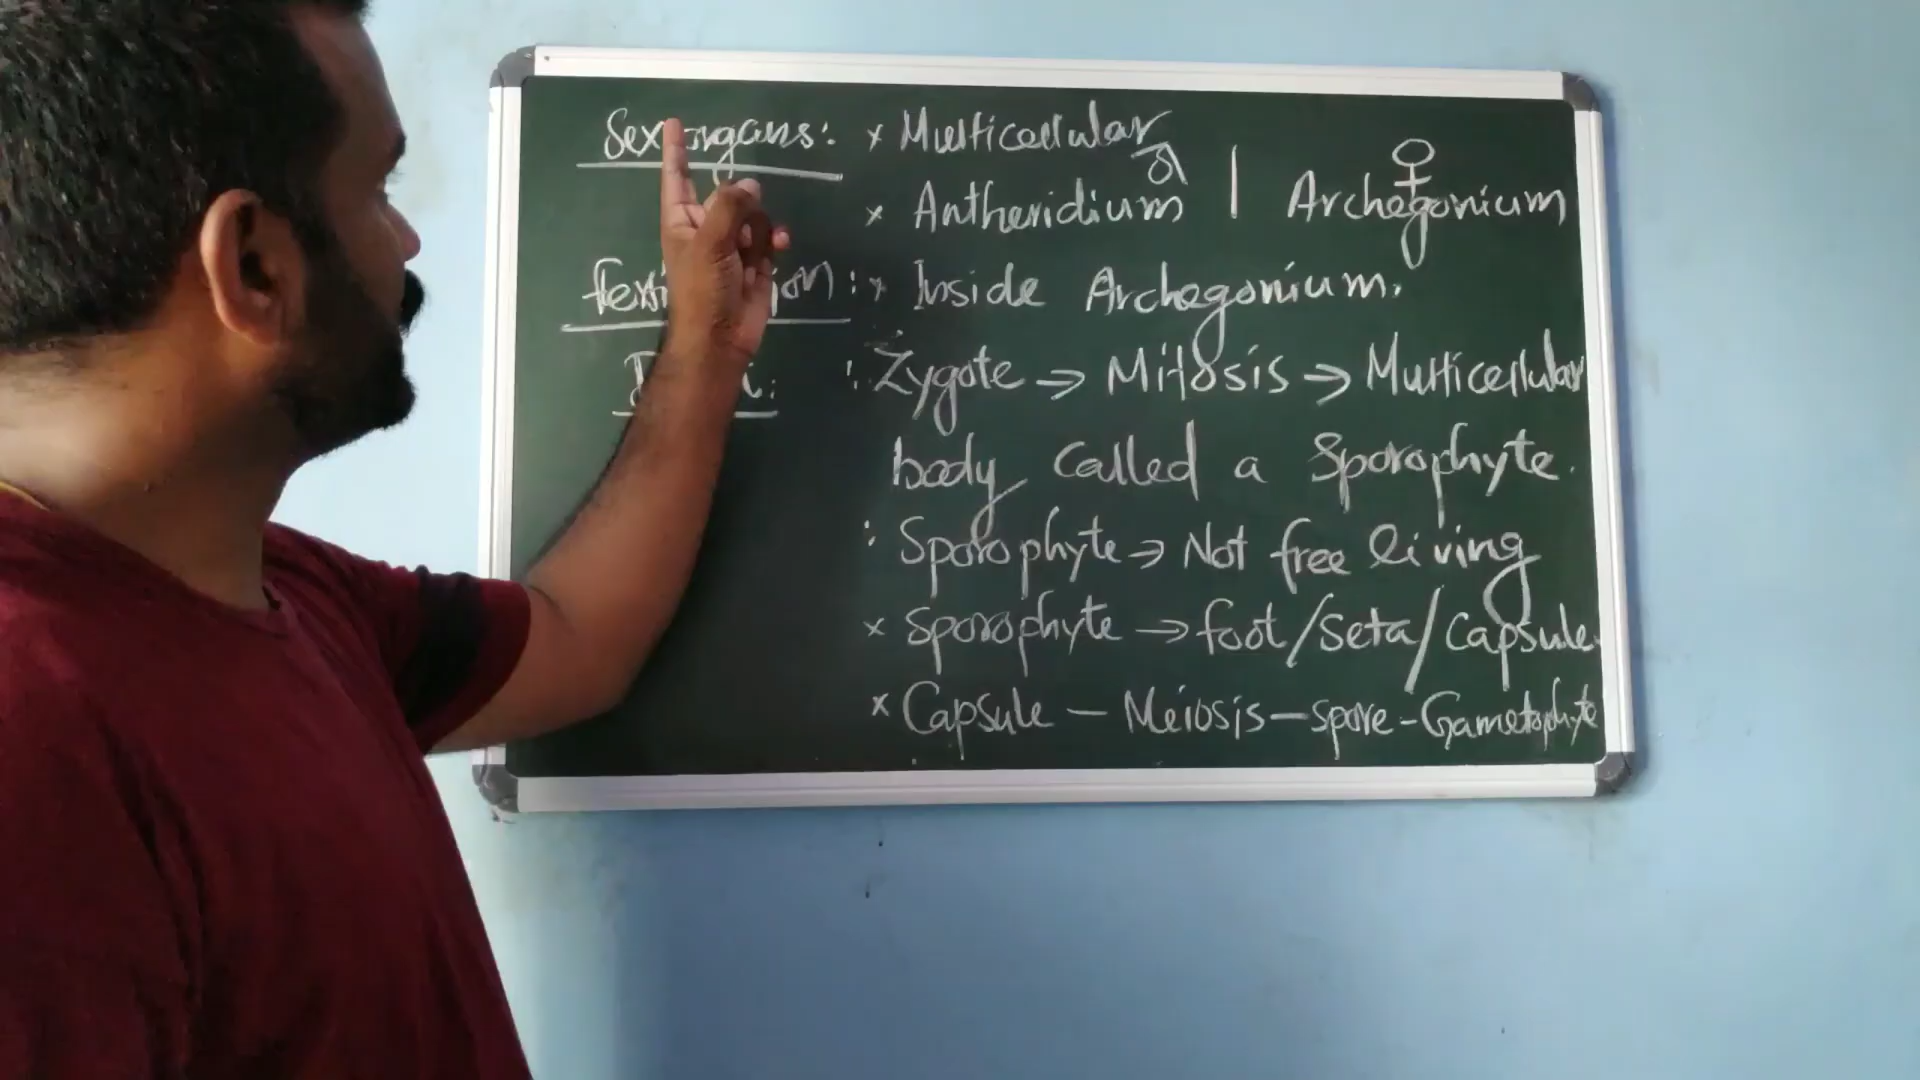 Sex organs: × Multicellular
♂ ♀
× Antheridium | Archegonium
: × Inside Archegonium.
: Zygote → Mitosis → Multicellular
body called a Sporophyte.
: Sporophyte → Not free living
× Sporophyte → foot/Seta/Capsule.
× Capsule – Meiosis – spore – Gametophyte